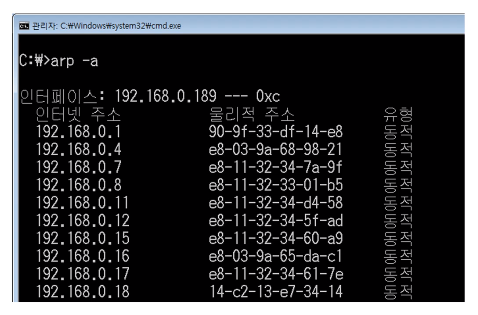 관리자: C:₩Windows₩system32₩cmd.exe
C:₩>arp -a
인터페이스: 192.168.0.189 --- 0xc
인터넷 주소 물리적 주소 유형
192.168.0.1 90-9f-33-df-14-e8 동적
192.168.0.4 e8-03-9a-68-98-21 동적
192.168.0.7 e8-11-32-34-7a-9f 동적
192.168.0.8 e8-11-32-33-01-b5 동적
192.168.0.11 e8-11-32-34-d4-58 동적
192.168.0.12 e8-11-32-34-5f-ad 동적
192.168.0.15 e8-11-32-34-60-a9 동적
192.168.0.16 e8-03-9a-65-da-c1 동적
192.168.0.17 e8-11-32-34-61-7e 동적
192.168.0.18 14-c2-13-e7-34-14 동적